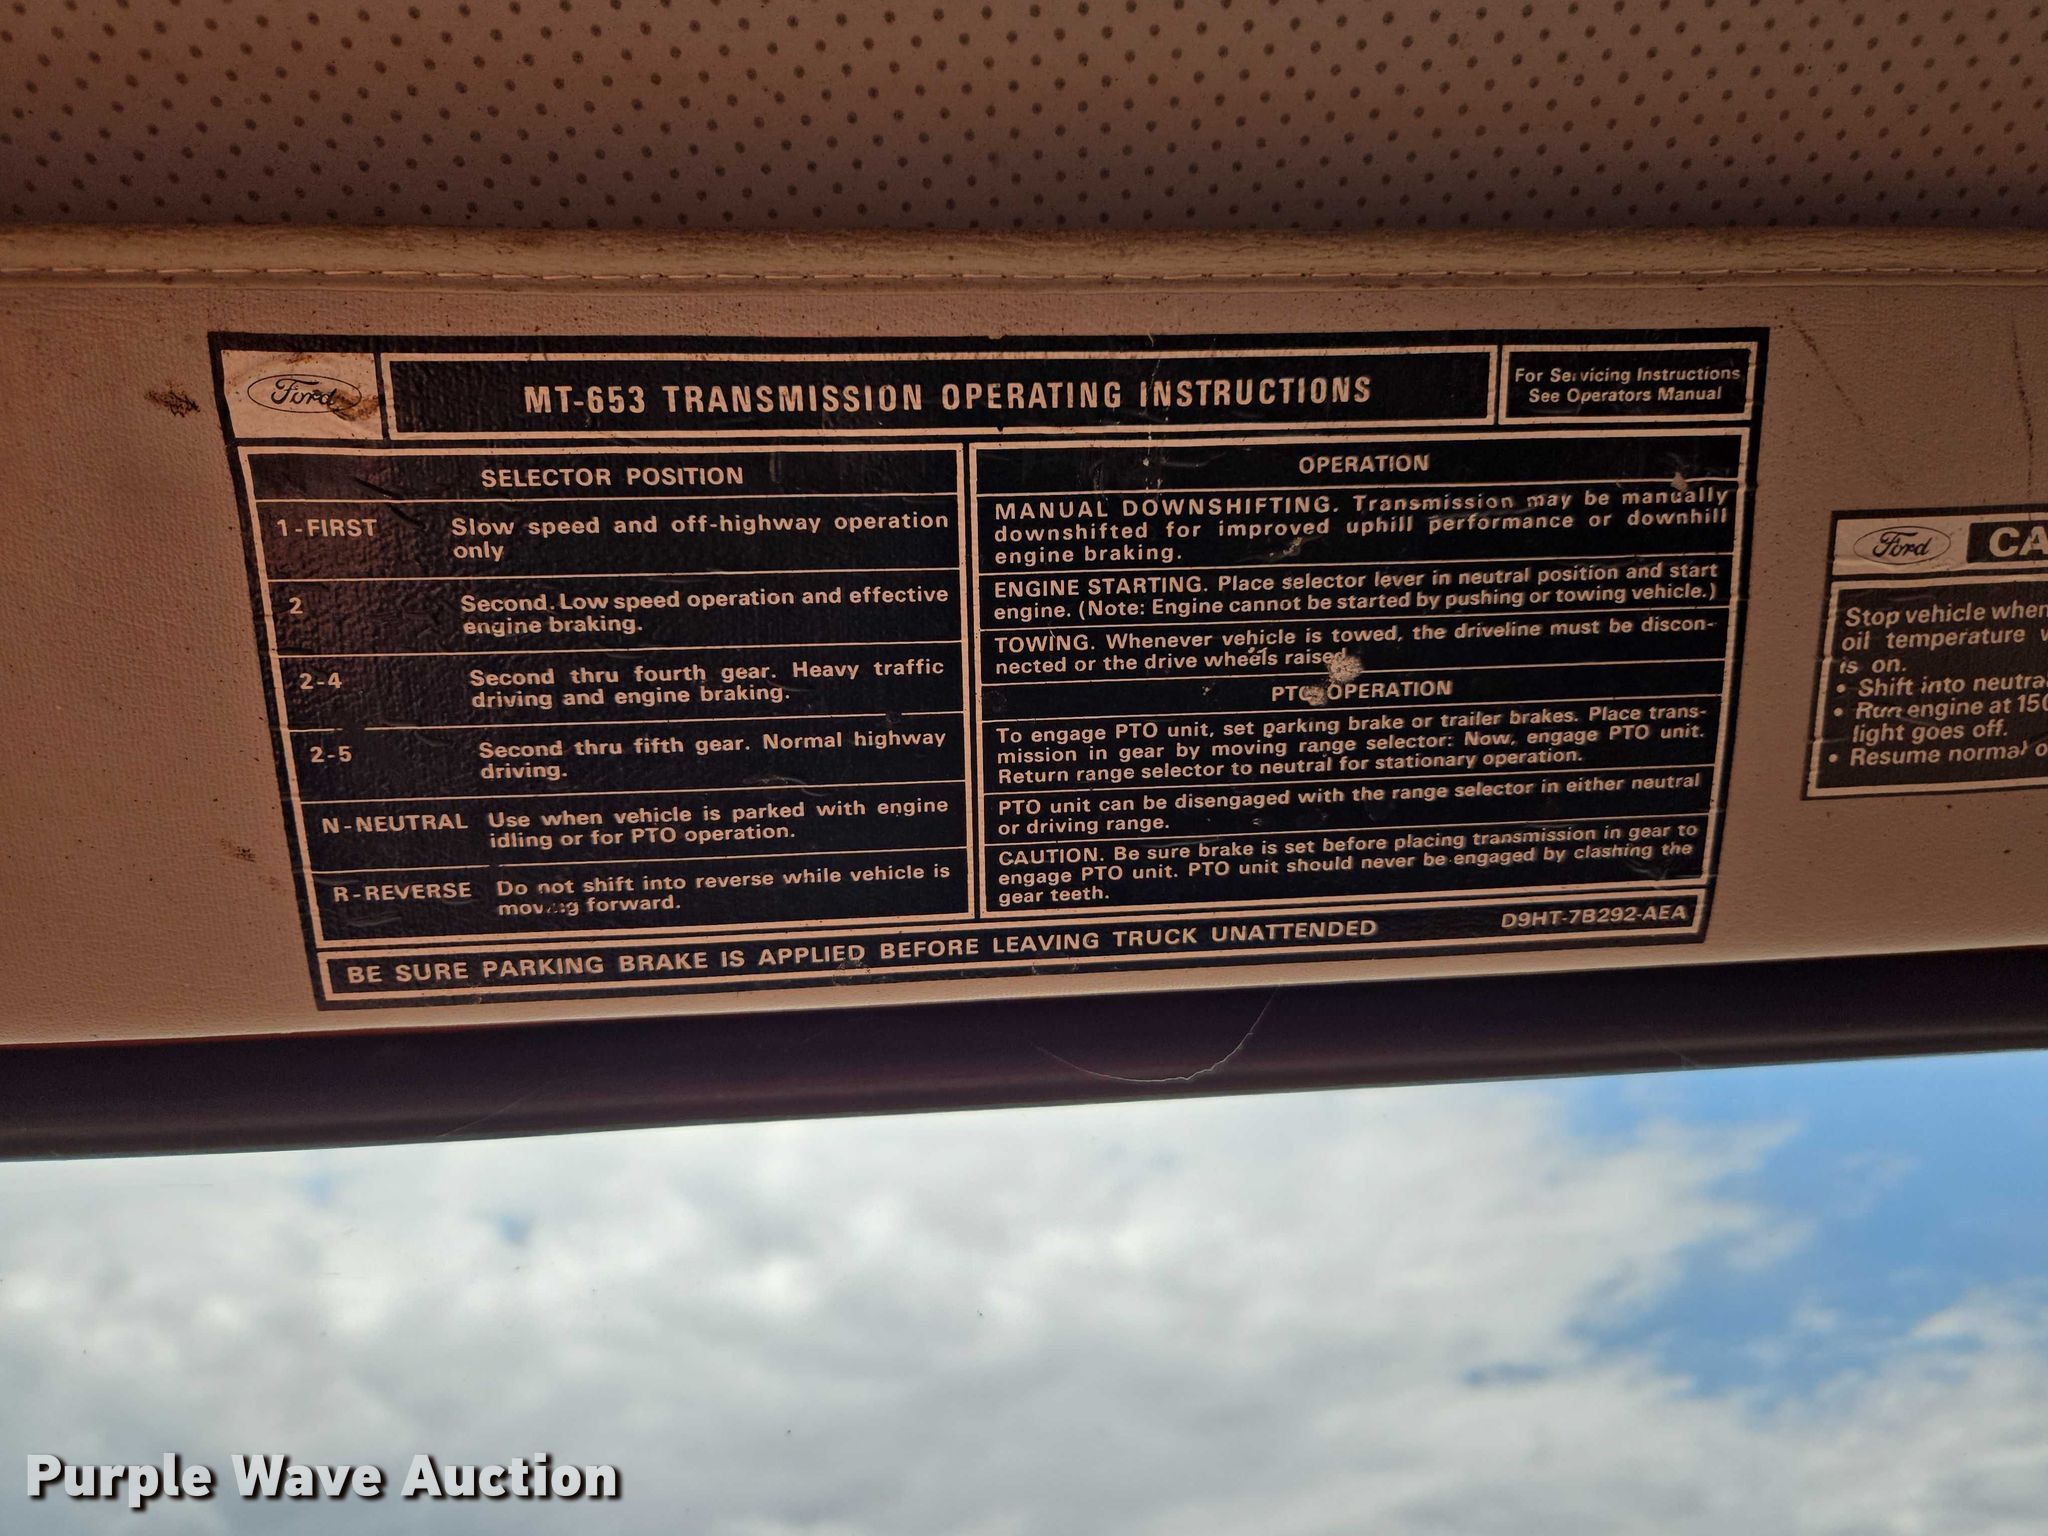 Ford
MT-653 TRANSMISSION OPERATING INSTRUCTIONS
For Servicing Instructions
See Operators Manual
SELECTOR POSITION
1-FIRST Slow speed and off-highway operation
only
2 Second. Low speed operation and effective
engine braking.
2-4 Second thru fourth gear. Heavy traffic
driving and engine braking.
2-5 Second thru fifth gear. Normal highway
driving.
N-NEUTRAL Use when vehicle is parked with engine
idling or for PTO operation.
R-REVERSE Do not shift into reverse while vehicle is
moving forward.
OPERATION
MANUAL DOWNSHIFTING. Transmission may be manually
downshifted for improved uphill performance or downhill
engine braking.
ENGINE STARTING. Place selector lever in neutral position and start
engine. (Note: Engine cannot be started by pushing or towing vehicle.)
TOWING. Whenever vehicle is towed, the driveline must be discon-
nected or the drive wheels raised.
PTO OPERATION
To engage PTO unit, set parking brake or trailer brakes. Place trans-
mission in gear by moving range selector: Now, engage PTO unit.
Return range selector to neutral for stationary operation.
PTO unit can be disengaged with the range selector in either neutral
or driving range.
CAUTION. Be sure brake is set before placing transmission in gear to
engage PTO unit. PTO unit should never be engaged by clashing the
gear teeth.
BE SURE PARKING BRAKE IS APPLIED BEFORE LEAVING TRUCK UNATTENDED
D9HT-7B292-AEA
Ford CA
Stop vehicle when
oil temperature
is on.
• Shift into neutra
• Run engine at 150
light goes off.
• Resume normal o
Purple Wave Auction